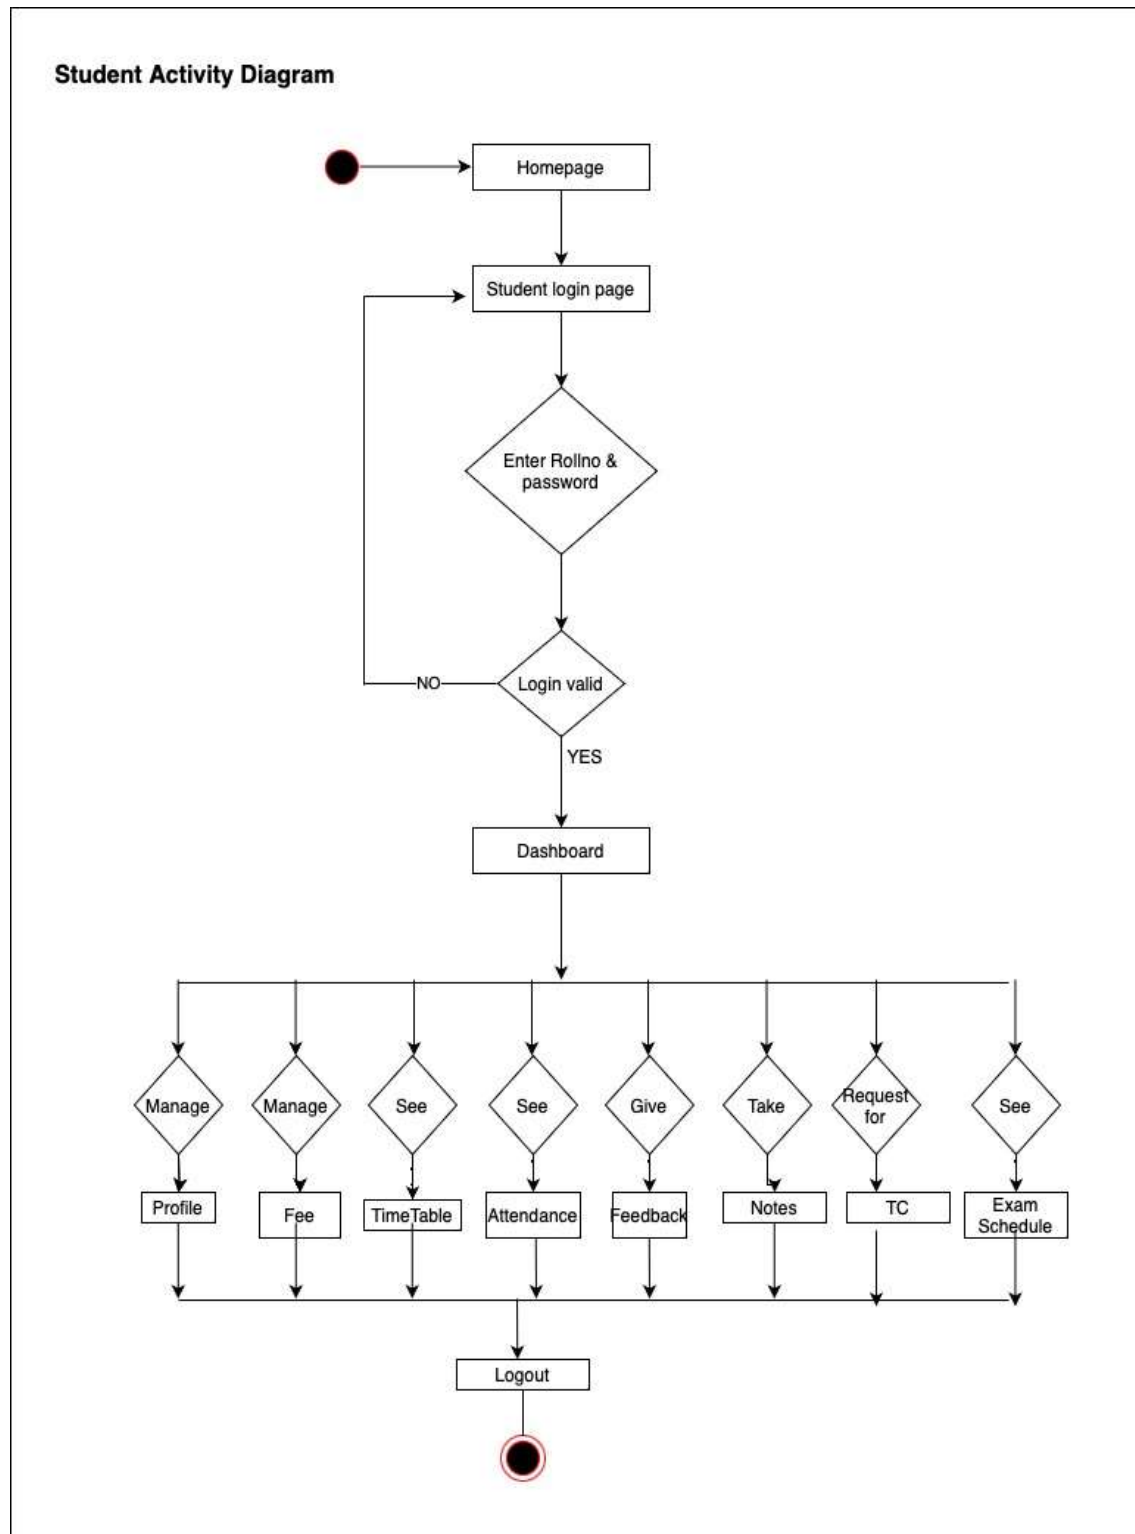 Student Activity Diagram
Homepage
Student login page
Enter Rollno &
password
Login valid
NO
YES
Dashboard
Manage
Manage
See
See
Give
Take
Request
for
See
Profile
Fee
TimeTable
Attendance
Feedback
Notes
TC
Exam
Schedule
Logout